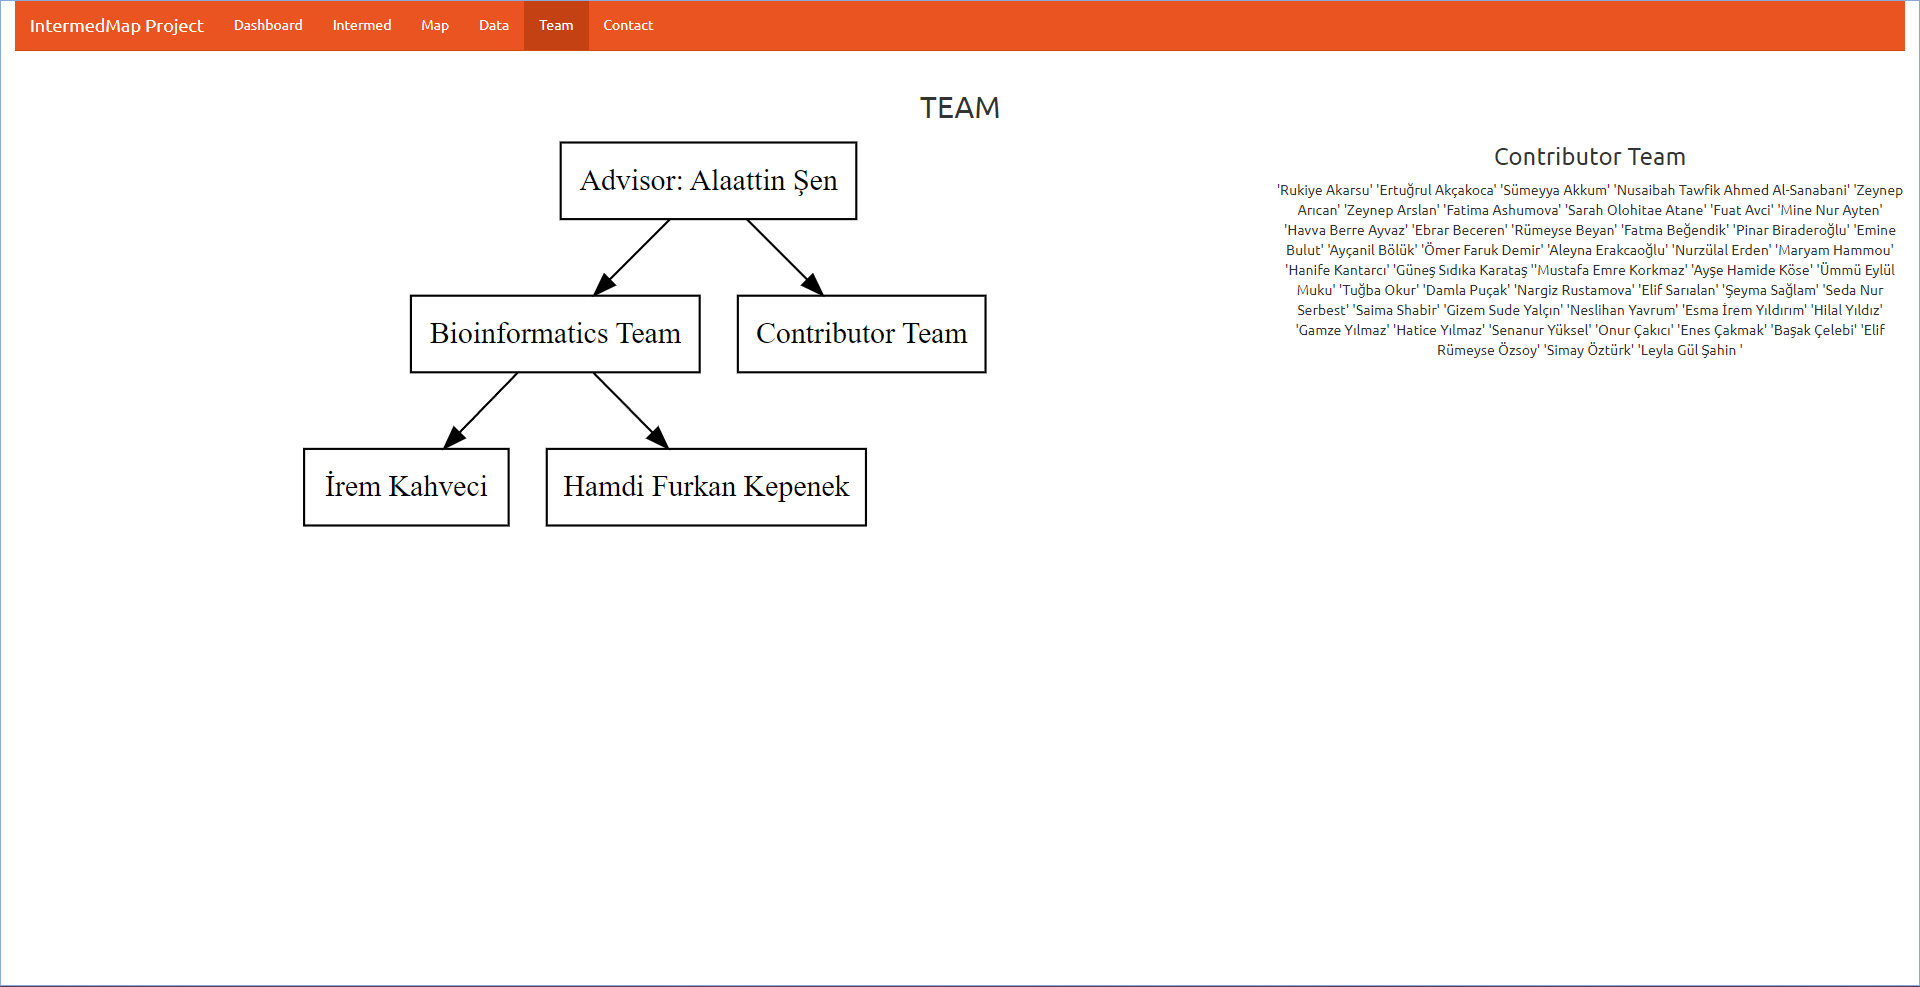 IntermedMap Project Dashboard Intermed Map Data Team Contact
TEAM
Advisor: Alaattin Şen
Bioinformatics Team Contributor Team
İrem Kahveci Hamdi Furkan Kepenek
Contributor Team
'Rukiye Akarsu' 'Ertuğrul Akçakoca' 'Sümeyya Akkum' 'Nusaibah Tawfik Ahmed Al-Sanabani' 'Zeynep
Arıcan' 'Zeynep Arslan' 'Fatima Ashumova' 'Sarah Olohitae Atane' 'Fuat Avci' 'Mine Nur Ayten'
'Havva Berre Ayvaz' 'Ebrar Beceren' 'Rümeyse Beyan' 'Fatma Beğendik' 'Pinar Biraderoğlu' 'Emine
Bulut' 'Ayçanil Bölük' 'Ömer Faruk Demir' 'Aleyna Erakcaoğlu' 'Nurzülal Erden' 'Maryam Hammou'
'Hanife Kantarcı' 'Güneş Sıdıka Karataş ''Mustafa Emre Korkmaz' 'Ayşe Hamide Köse' 'Ümmü Eylül
Muku' 'Tuğba Okur' 'Damla Puçak' 'Nargiz Rustamova' 'Elif Sarıalan' 'Şeyma Sağlam' 'Seda Nur
Serbest' 'Saima Shabir' 'Gizem Sude Yalçın' 'Neslihan Yavrum' 'Esma İrem Yıldırım' 'Hilal Yıldız'
'Gamze Yılmaz' 'Hatice Yılmaz' 'Senanur Yüksel' 'Onur Çakıcı' 'Enes Çakmak' 'Başak Çelebi' 'Elif
Rümeyse Özsoy' 'Simay Öztürk' 'Leyla Gül Şahin '